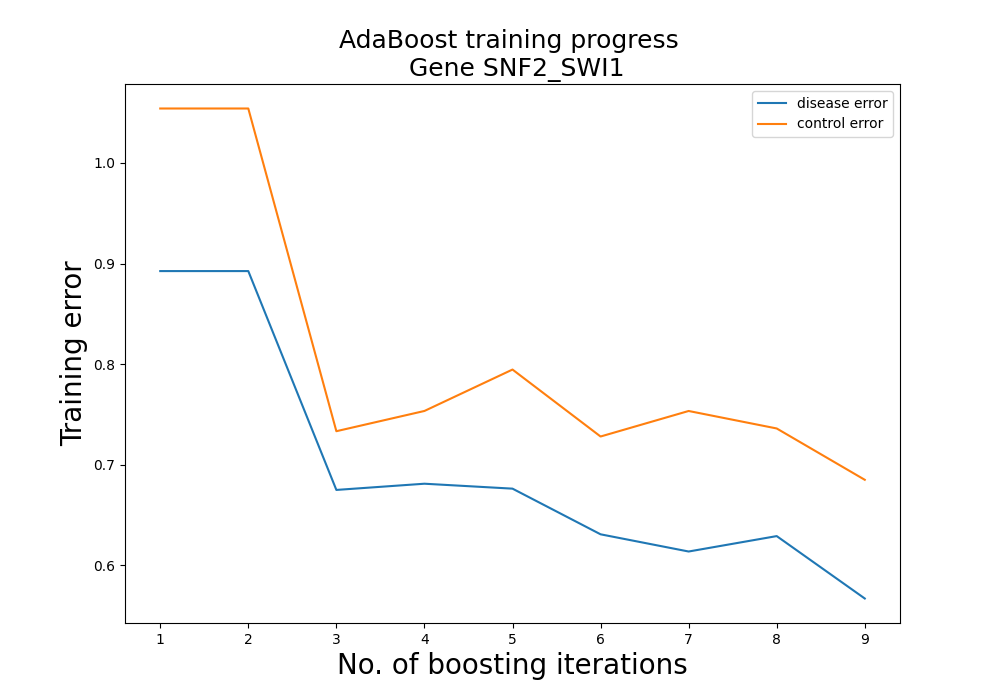 AdaBoost training progress
Gene SNF2_SWI1
disease error
control error
Training error
1.0
0.9
0.8
0.7
0.6
1 2 3 4 5 6 7 8 9
No. of boosting iterations